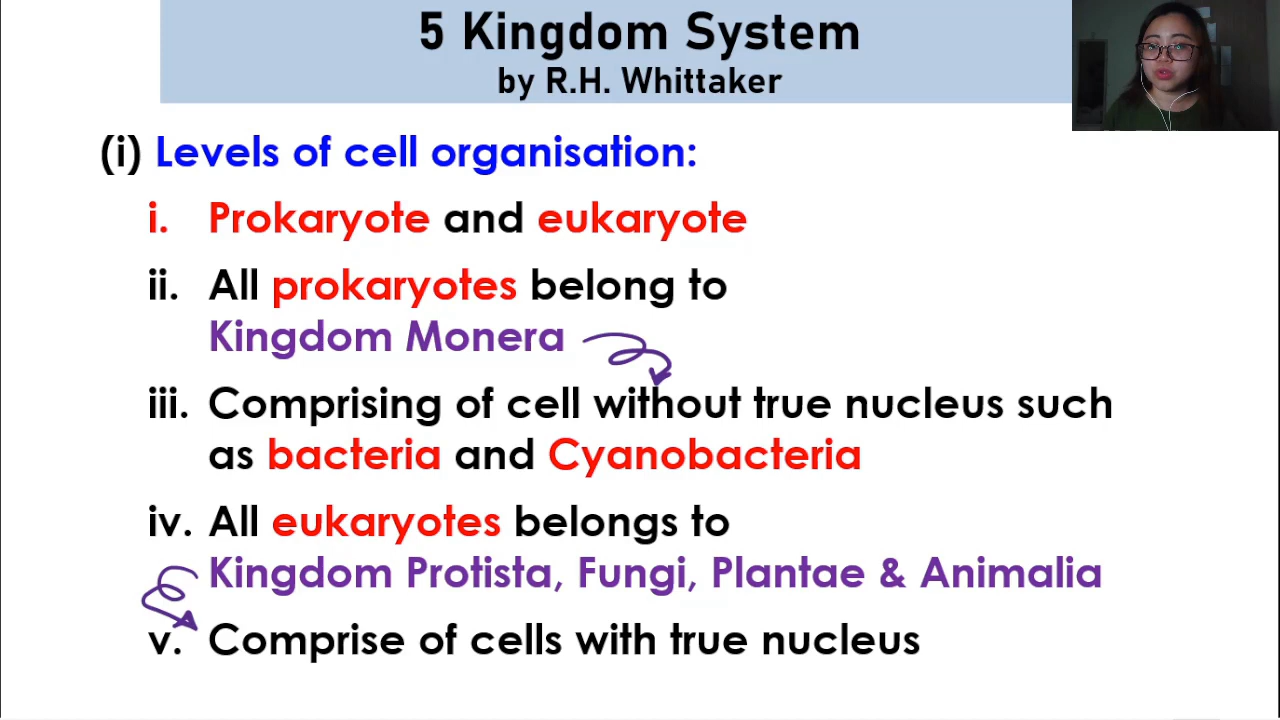 5 Kingdom System
by R.H. Whittaker
(i) Levels of cell organisation:
i. Prokaryote and eukaryote
ii. All prokaryotes belong to
Kingdom Monera
iii. Comprising of cell without true nucleus such
as bacteria and Cyanobacteria
iv. All eukaryotes belongs to
Kingdom Protista, Fungi, Plantae & Animalia
v. Comprise of cells with true nucleus